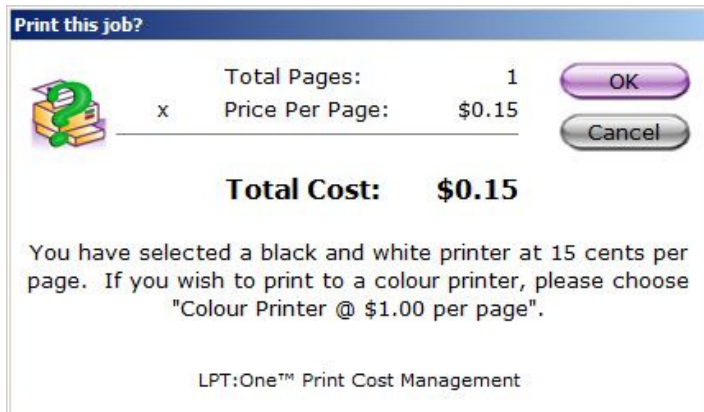 Print this job?
Total Pages: 1
x Price Per Page: $0.15
OK
Cancel
Total Cost: $0.15
You have selected a black and white printer at 15 cents per
page. If you wish to print to a colour printer, please choose
"Colour Printer @ $1.00 per page".
LPT:One™ Print Cost Management